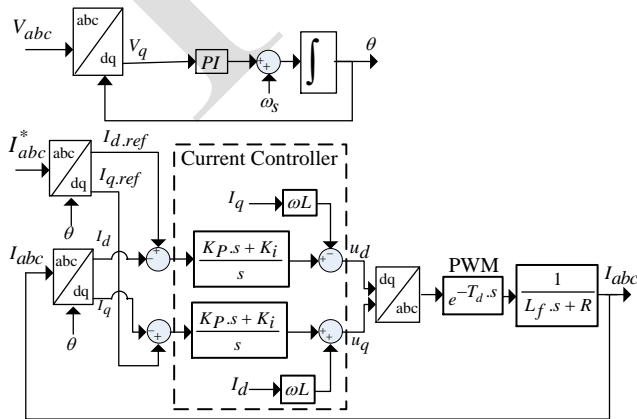 V_abc
abc
dq
V_q
PI
+
+
ω_s
∫
θ
I*_abc
abc
dq
I_d.ref
I_q.ref
θ
Current Controller
I_q
ωL
I_abc
abc
dq
I_d
I_q
θ
+
-
K_P.s + K_i
s
+
-
u_d
-
+
K_P.s + K_i
s
+
+
u_q
I_d
ωL
dq
abc
PWM
e^-T_d.s
1
L_f.s + R
I_abc